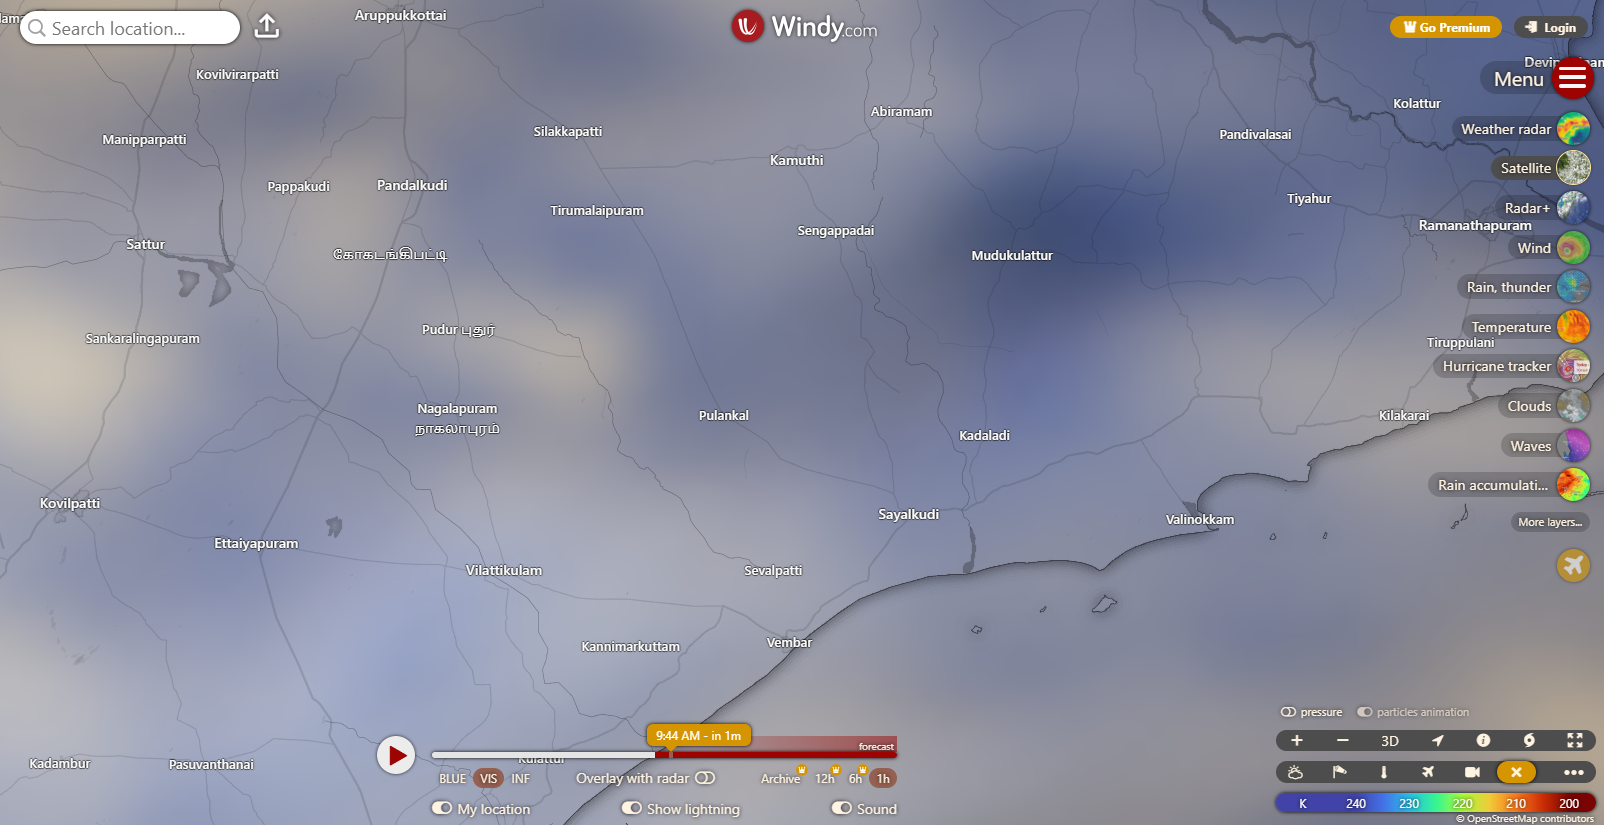 Aruppukkottai
Search location...
Windy.com
Go Premium
Login
Kovilvirarpatti
Menu
Kolattur
Abiramam
Weather radar
Silakkapatti
Pandivalasai
Manipparpatti
Kamuthi
Satellite
Pappakudi
Pandalkudi
Tiyahur
Radar+
Tirumalaipuram
Ramanathapuram
Sengappadai
Sattur
Wind
கோகடங்கிபட்டி
Mudukulattur
Rain, thunder
Temperature
Pudur புதுர்
Sankaralingapuram
Tiruppulani
Hurricane tracker
Clouds
Nagalapuram
நாகலாபுரம்
Pulankal
Kilakarai
Kadaladi
Waves
Rain accumulati...
Kovilpatti
Sayalkudi
Valinokkam
More layers...
Ettaiyapuram
Vilattikulam
Sevalpatti
Kannimarkuttam
Vembar
pressure
particles animation
9:44 AM - in 1m
forecast
3D
Kadambur
Pasuvanthanai
Kulattur
BLUE VIS INF
Overlay with radar
Archive 12h 6h 1h
My location
Show lightning
Sound
K 240 230 220 210 200
© OpenStreetMap contributors